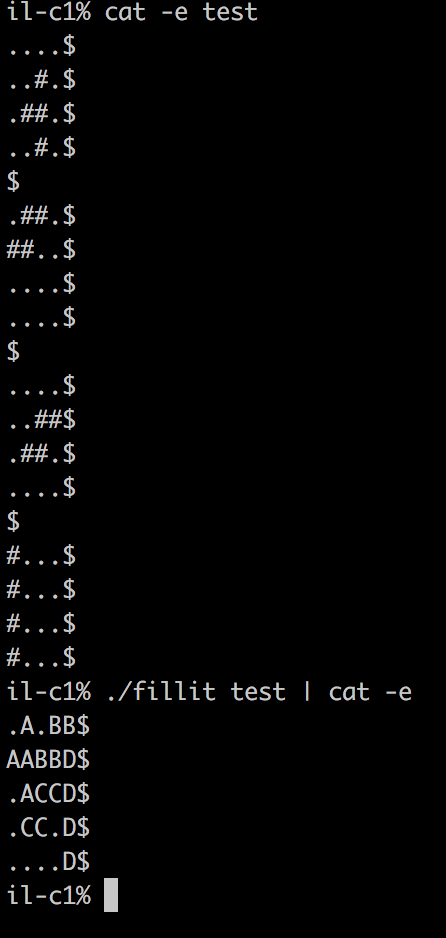 il-c1% cat -e test
....$
..#.$
.##.$
..#.$
$
.##.$
##..$
....$
....$
$
....$
..##$
.##.$
....$
$
#...$
#...$
#...$
#...$
il-c1% ./fillit test | cat -e
.A.BB$
AABBD$
.ACCD$
.CC.D$
....D$
il-c1%